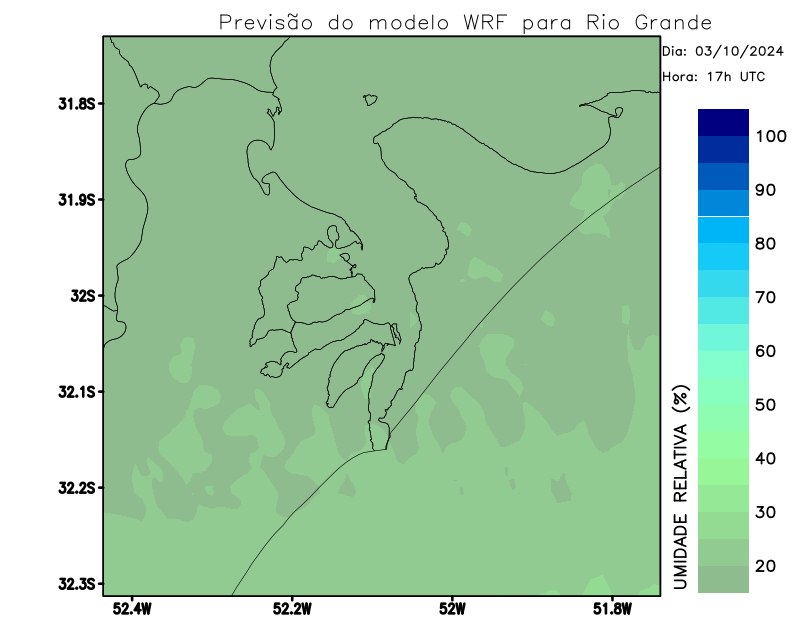 Previsão do modelo WRF para Rio Grande
Dia: 03/10/2024
Hora: 17h UTC
31.8S
31.9S
32S
32.1S
32.2S
32.3S
52.4W
52.2W
52W
51.8W
100
90
80
70
60
50
40
30
20
UMIDADE RELATIVA (%)